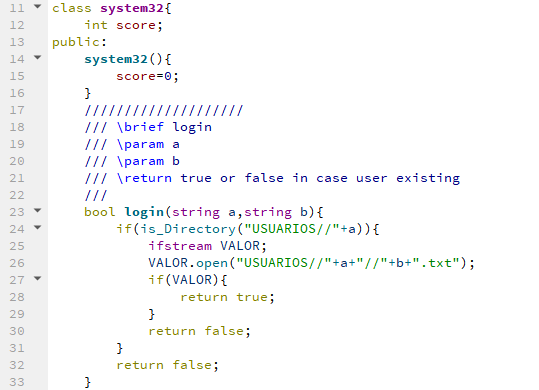 11 class system32{
12     int score;
13 public:
14     system32(){
15         score=0;
16     }
17     ////////////////////
18     /// \brief login
19     /// \param a
20     /// \param b
21     /// \return true or false in case user existing
22     ///
23     bool login(string a,string b){
24         if(is_Directory("USUARIOS//"+a)){
25             ifstream VALOR;
26             VALOR.open("USUARIOS//"+a+"//"+b+".txt");
27             if(VALOR){
28                 return true;
29             }
30             return false;
31         }
32         return false;
33     }